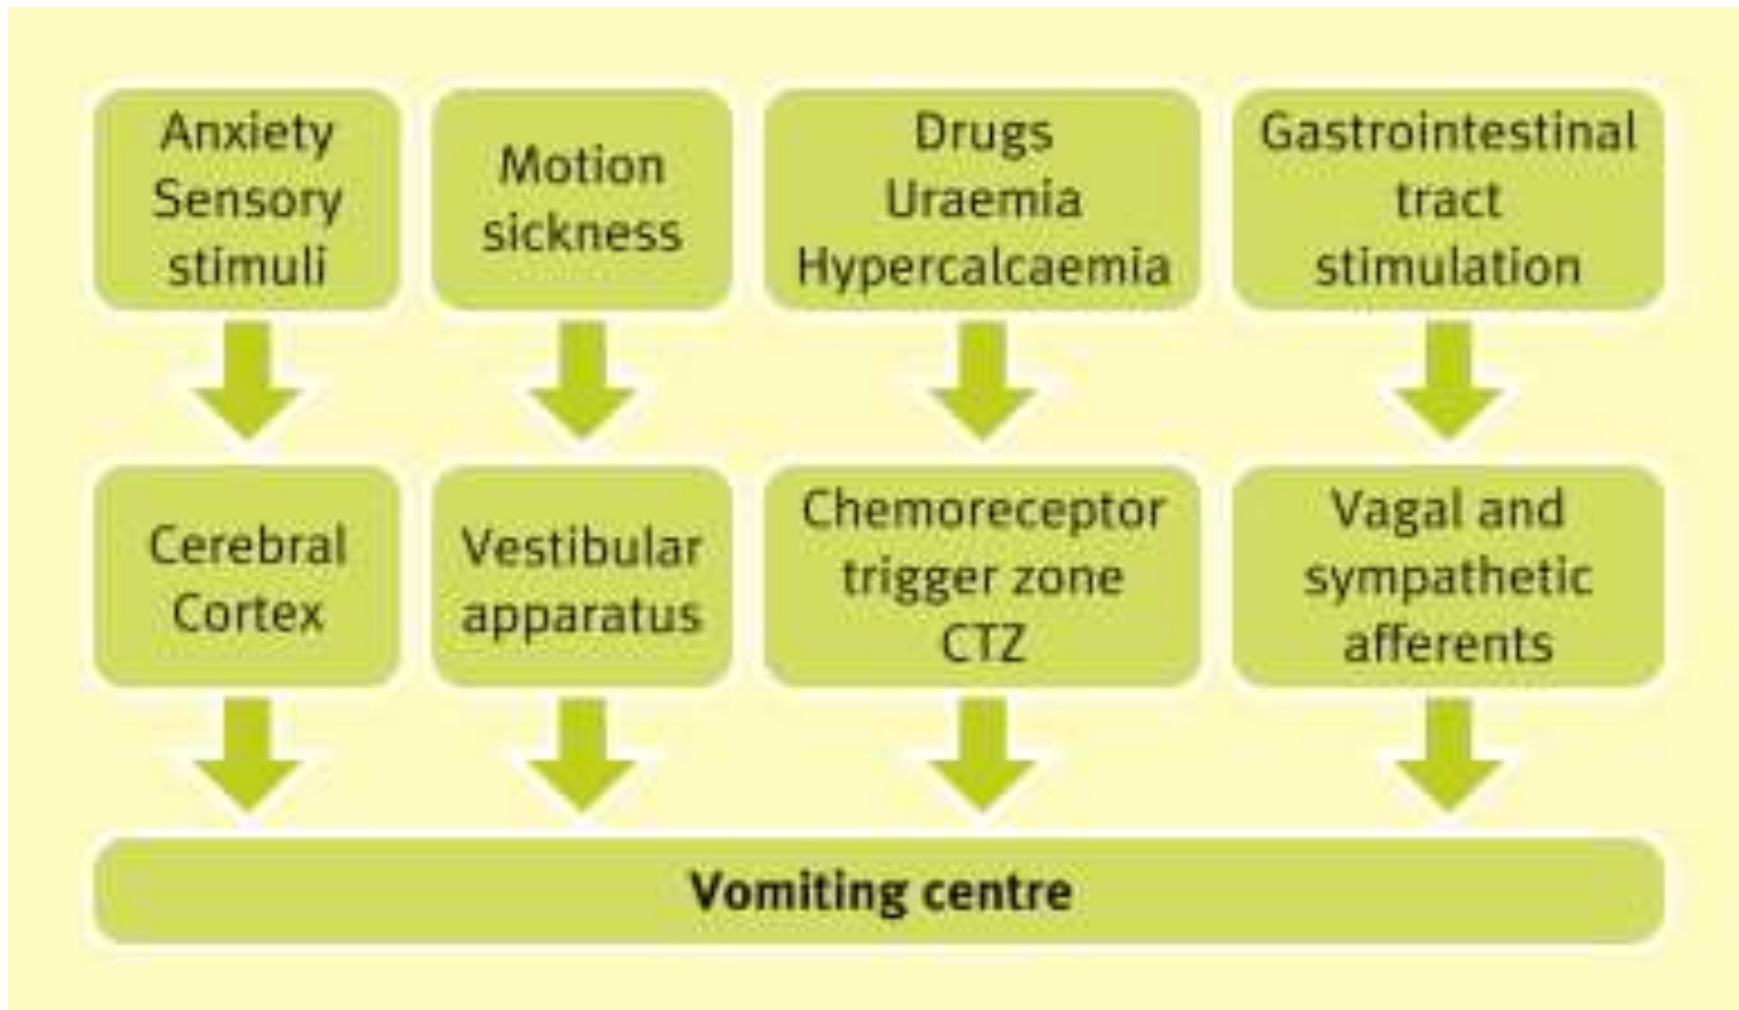 Anxiety
Sensory
stimuli
Motion
sickness
Drugs
Uraemia
Hypercalcaemia
Gastrointestinal
tract
stimulation
Cerebral
Cortex
Vestibular
apparatus
Chemoreceptor
trigger zone
CTZ
Vagal and
sympathetic
afferents
Vomiting centre